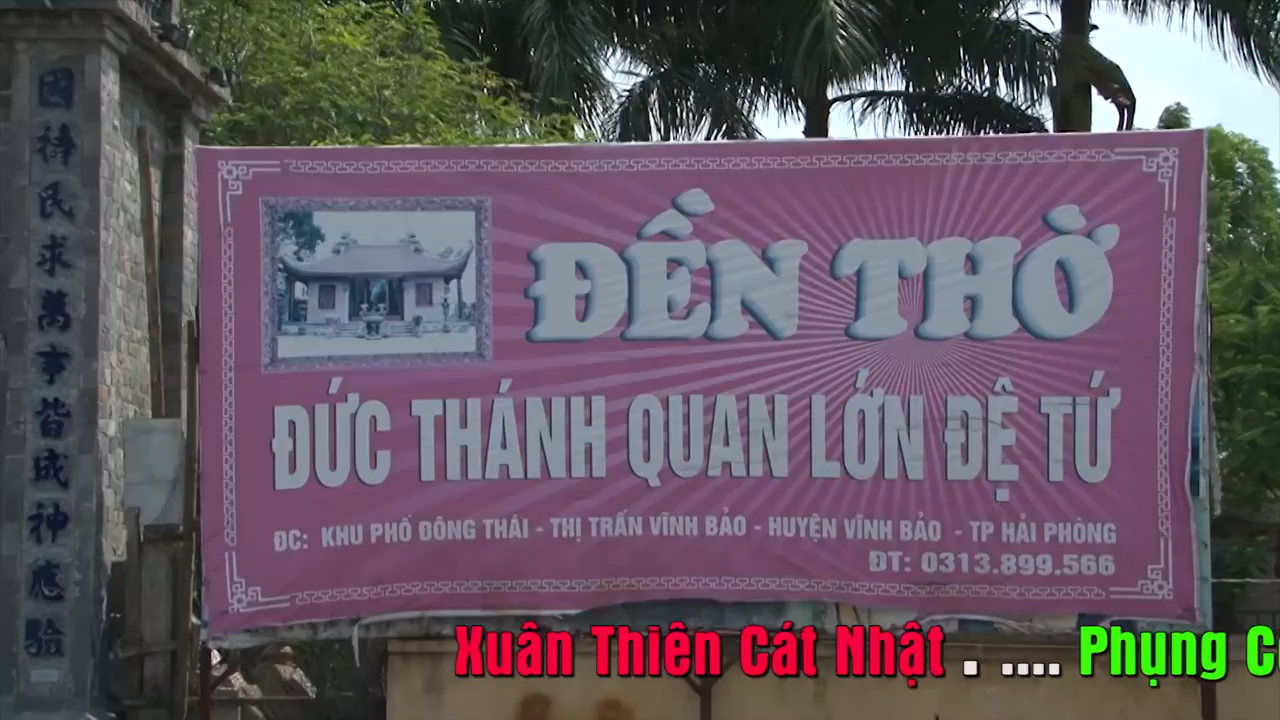 國
禱
民
求
萬
事
皆
成
神
應
驗
ĐỀN THỜ
ĐỨC THÁNH QUAN LỚN ĐỆ TỨ
ĐC: KHU PHỐ ĐÔNG THÁI - THỊ TRẤN VĨNH BẢO - HUYỆN VĨNH BẢO - TP HẢI PHÒNG
ĐT: 0313.899.566
Xuân Thiên Cát Nhật . .... Phụng